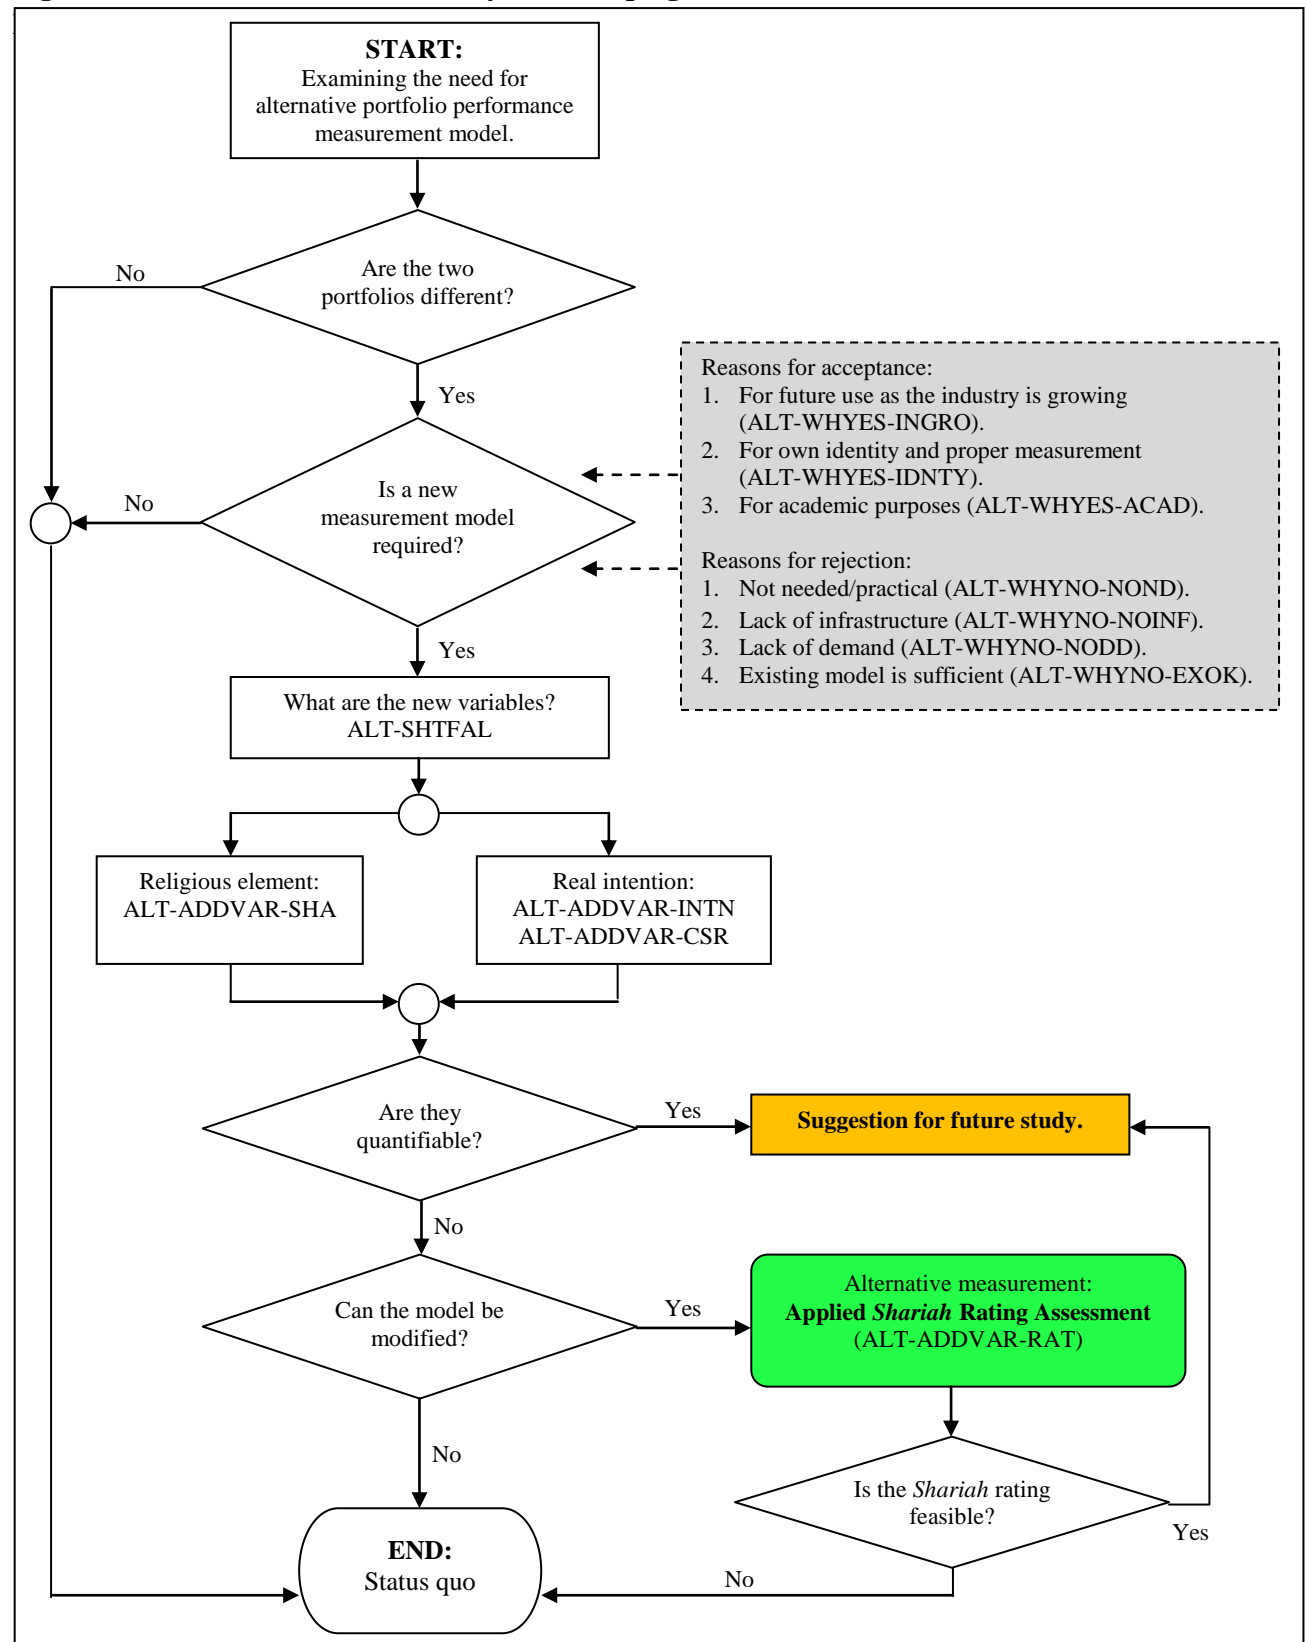 START:
Examining the need for
alternative portfolio performance
measurement model.
Are the two
portfolios different?
No
Yes
Reasons for acceptance:
1. For future use as the industry is growing
(ALT-WHYES-INGRO).
2. For own identity and proper measurement
(ALT-WHYES-IDNTY).
3. For academic purposes (ALT-WHYES-ACAD).
Reasons for rejection:
1. Not needed/practical (ALT-WHYNO-NOND).
2. Lack of infrastructure (ALT-WHYNO-NOINF).
3. Lack of demand (ALT-WHYNO-NODD).
4. Existing model is sufficient (ALT-WHYNO-EXOK).
Is a new
measurement model
required?
No
Yes
What are the new variables?
ALT-SHTFAL
Religious element:
ALT-ADDVAR-SHA
Real intention:
ALT-ADDVAR-INTN
ALT-ADDVAR-CSR
Are they
quantifiable?
Yes
Suggestion for future study.
No
Can the model be
modified?
Yes
Alternative measurement:
Applied Shariah Rating Assessment
(ALT-ADDVAR-RAT)
No
Is the Shariah rating
feasible?
Yes
No
END:
Status quo